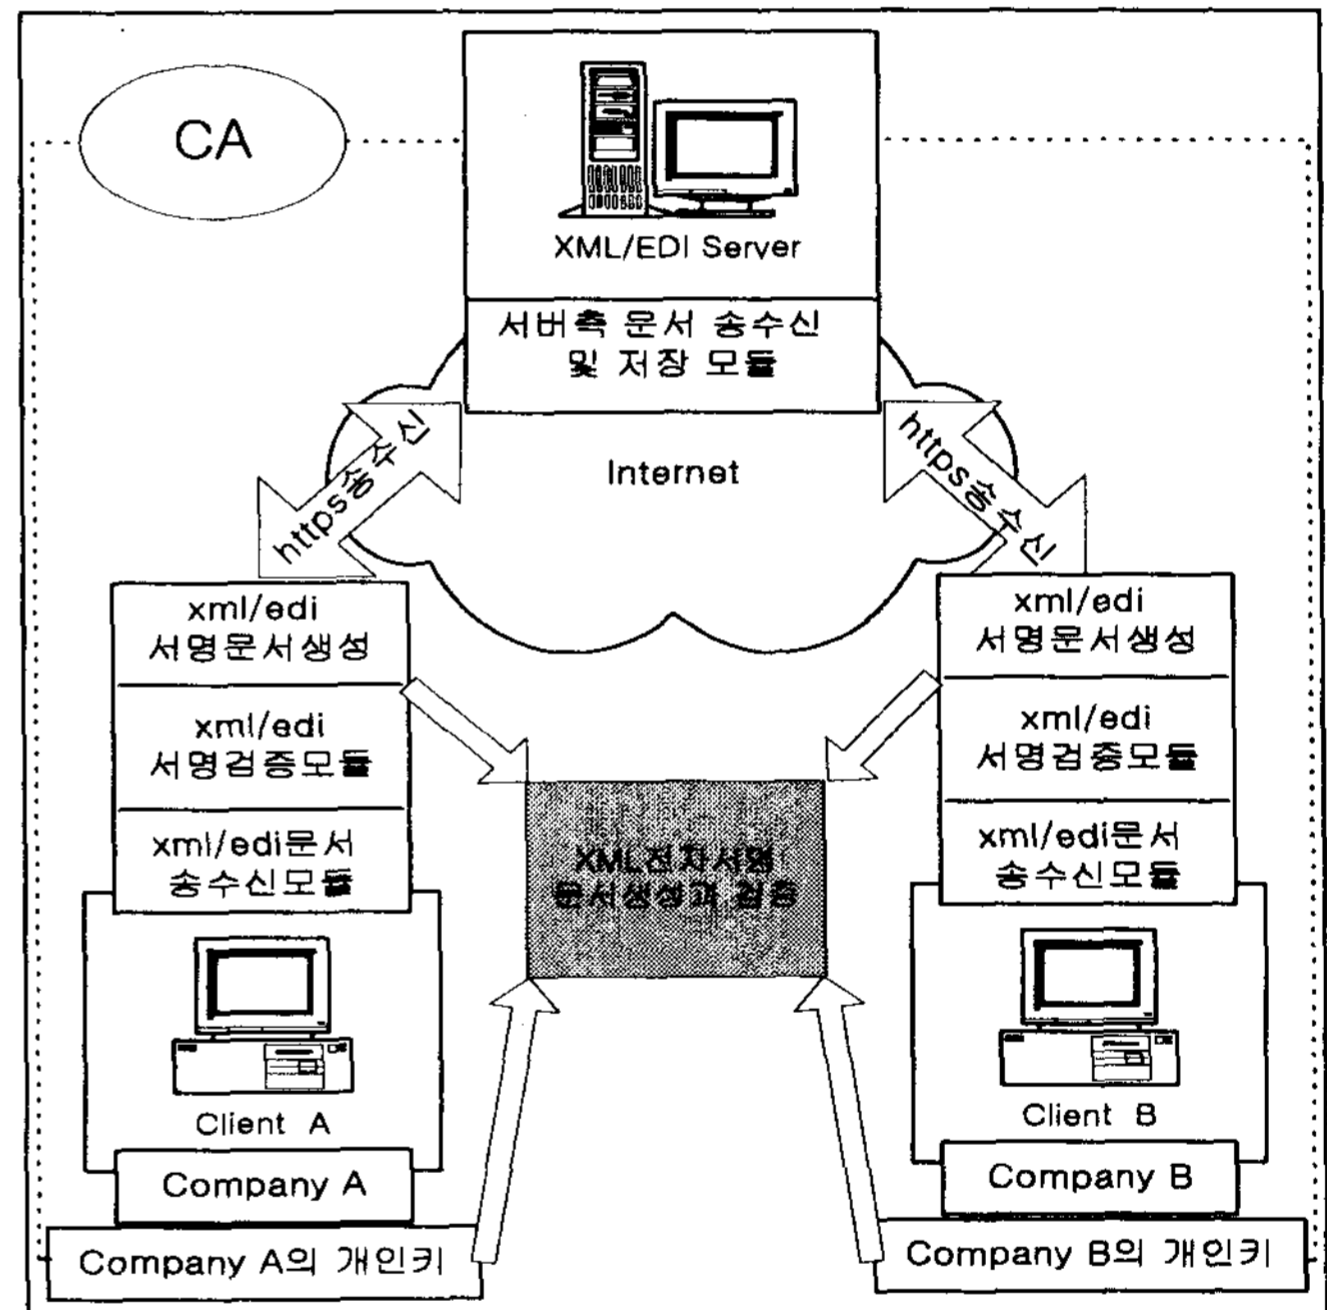 CA
XML/EDI Server
서버측 문서 송수신
및 저장 모듈
https송수신
Internet
https송수신
xml/edi
서명문서생성
xml/edi
서명검증모듈
xml/edi문서
송수신모듈
xml/edi
서명문서생성
xml/edi
서명검증모듈
xml/edi문서
송수신모듈
XML전자서명
문서생성과 검증
Client A
Company A
Company A의 개인키
Client B
Company B
Company B의 개인키